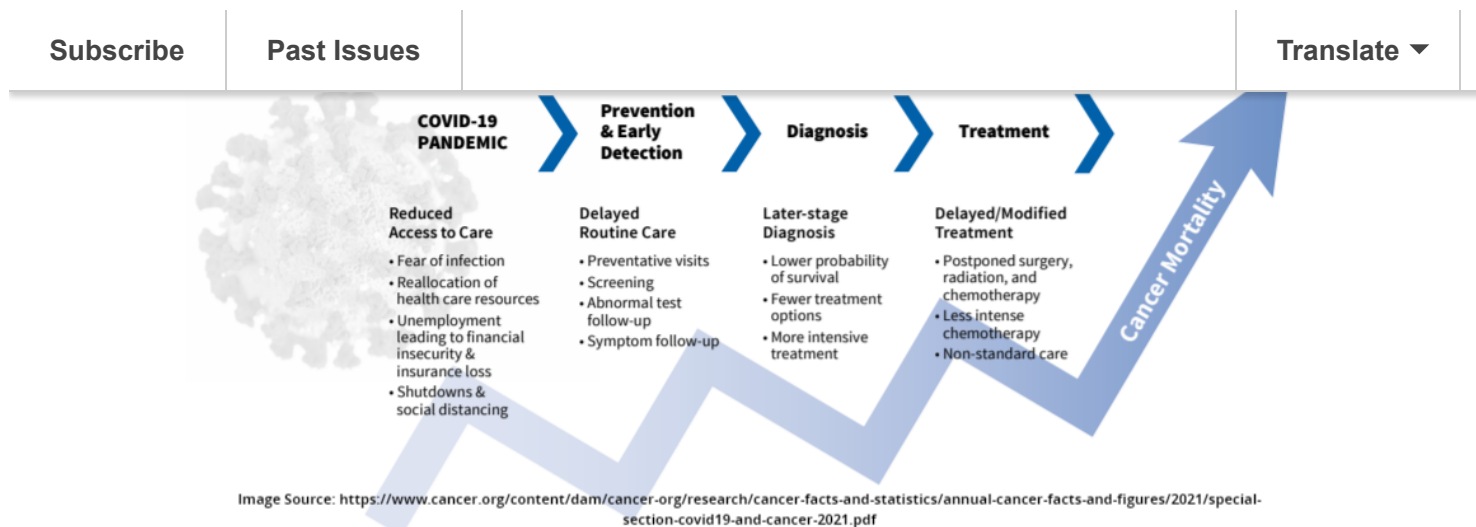 Subscribe
Past Issues
Translate
COVID-19
PANDEMIC
Prevention
& Early
Detection
Diagnosis
Treatment
Reduced
Access to Care
• Fear of infection
• Reallocation of
health care resources
• Unemployment
leading to financial
insecurity &
insurance loss
• Shutdowns &
social distancing
Delayed
Routine Care
• Preventative visits
• Screening
• Abnormal test
follow-up
• Symptom follow-up
Later-stage
Diagnosis
• Lower probability
of survival
• Fewer treatment
options
• More intensive
treatment
Delayed/Modified
Treatment
• Postponed surgery,
radiation, and
chemotherapy
• Less intense
chemotherapy
• Non-standard care
Cancer Mortality
Image Source: https://www.cancer.org/content/dam/cancer-org/research/cancer-facts-and-statistics/annual-cancer-facts-and-figures/2021/special-
section-covid19-and-cancer-2021.pdf